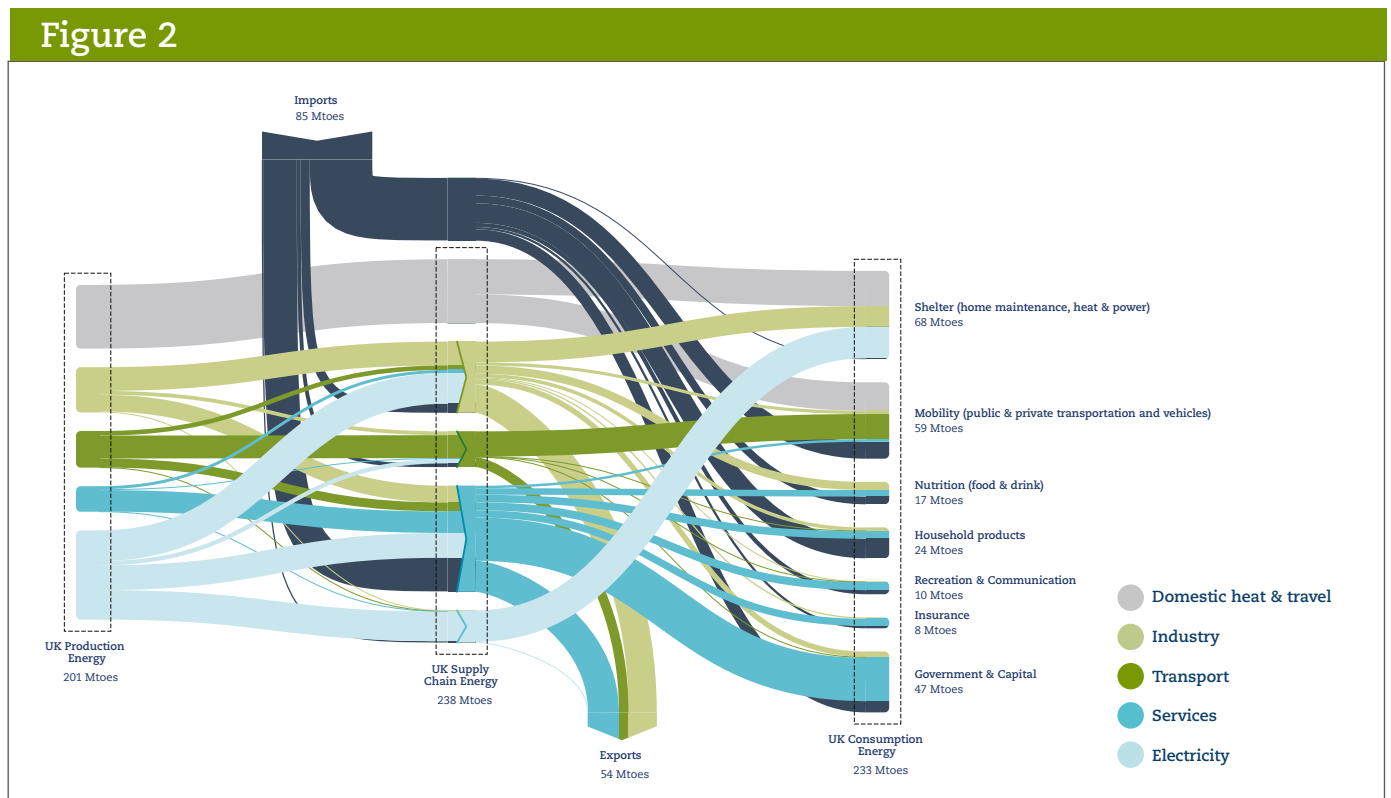 Figure 2
Imports
85 Mtoes
Shelter (home maintenance, heat & power)
68 Mtoes
Mobility (public & private transportation and vehicles)
59 Mtoes
Nutrition (food & drink)
17 Mtoes
Household products
24 Mtoes
Recreation & Communication
10 Mtoes
Insurance
8 Mtoes
Government & Capital
47 Mtoes
Domestic heat & travel
Industry
Transport
Services
Electricity
UK Production
Energy
201 Mtoes
UK Supply
Chain Energy
238 Mtoes
Exports
54 Mtoes
UK Consumption
Energy
233 Mtoes